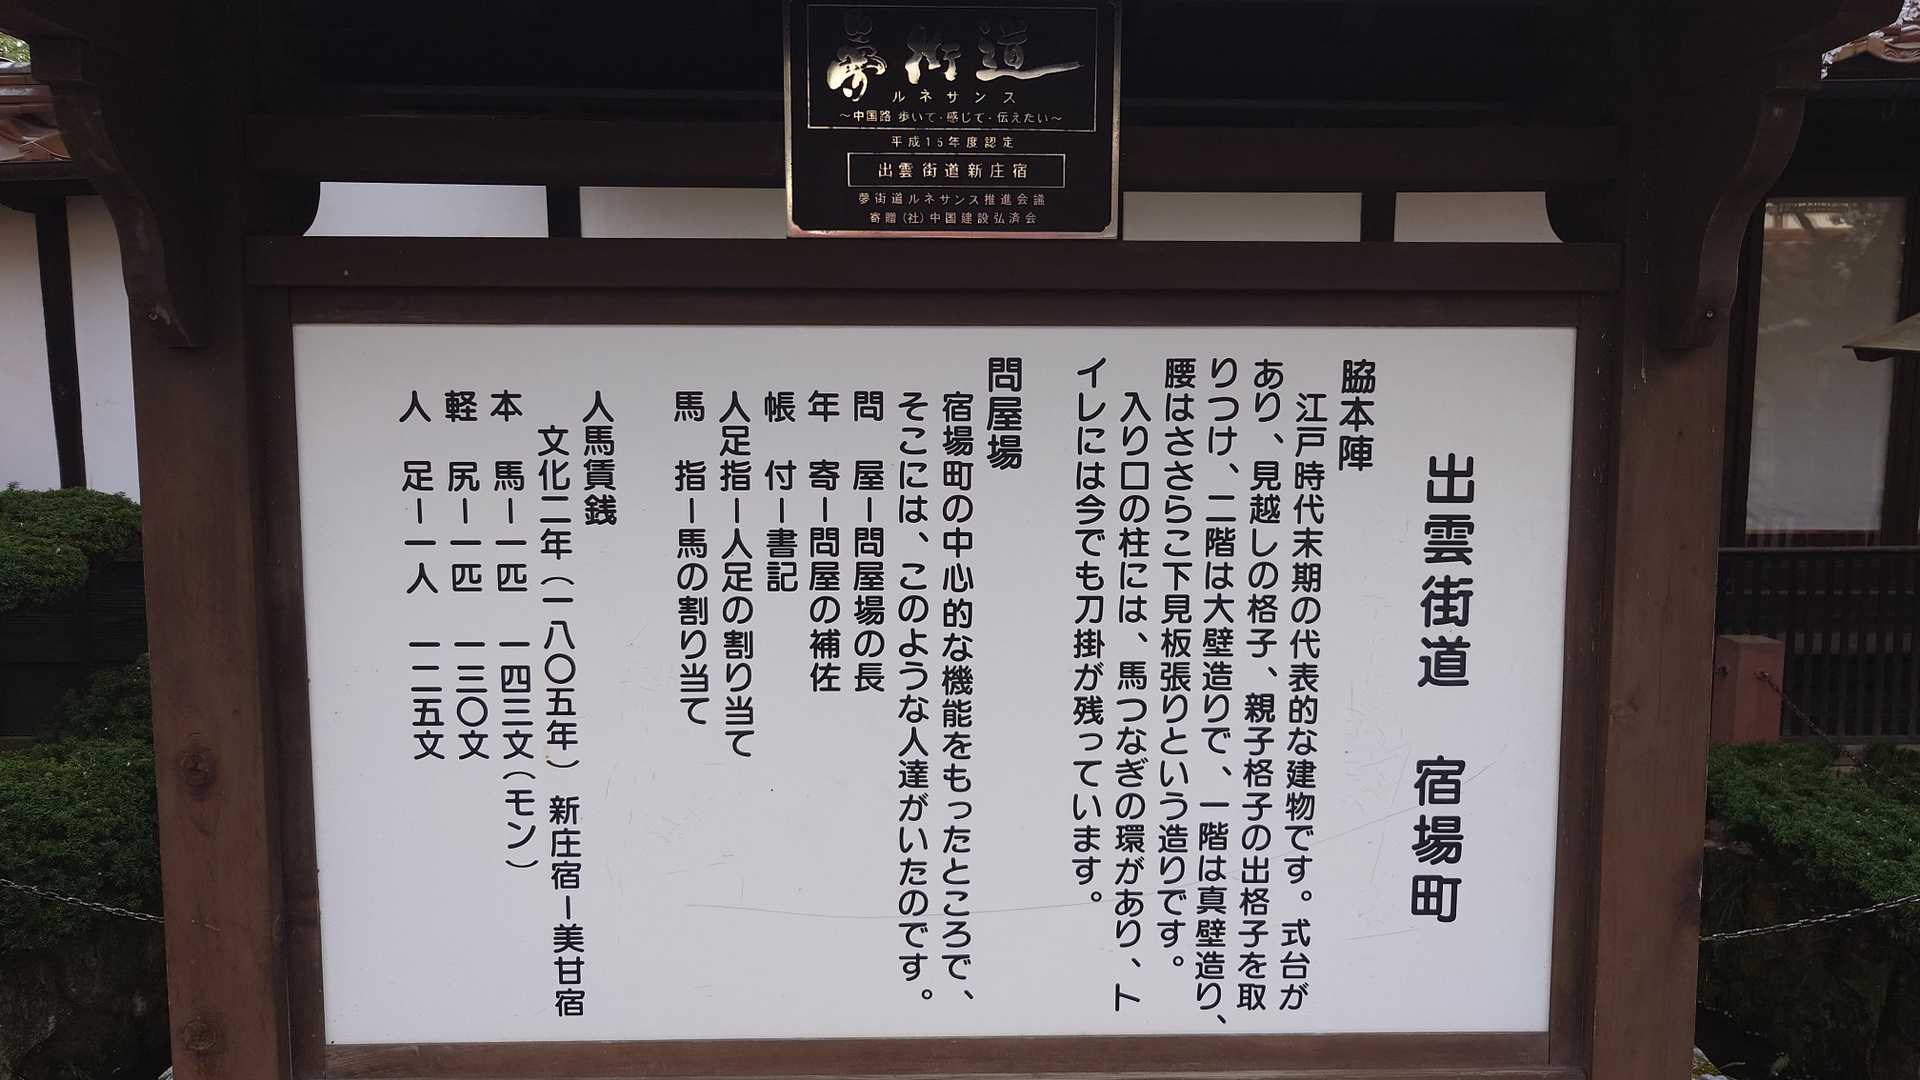 夢街道
ルネサンス
～中国路 歩いて・感じて・伝えたい～
平成16年度認定
出雲街道新庄宿
夢街道ルネサンス推進会議
寄贈(社)中国建設弘済会
出雲街道　宿場町
脇本陣
江戸時代末期の代表的な建物です。式台が
あり、見越しの格子、親子格子の出格子を取
りつけ、二階は大壁造りで、一階は真壁造り、
腰はささらこ下見板張りという造りです。
入り口の柱には、馬つなぎの環があり、ト
イレには今でも刀掛が残っています。
問屋場
宿場町の中心的な機能をもったところで、
そこには、このような人達がいたのです。
問　屋ー問屋場の長
年　寄ー問屋の補佐
帳　付ー書記
人足指ー人足の割り当て
馬　指ー馬の割り当て
人馬賃銭
文化二年（一八〇五年）新庄宿ー美甘宿
本　馬ー一匹　一四三文（モン）
軽　尻ー一匹　一三〇文
人　足ー一人　一二五文